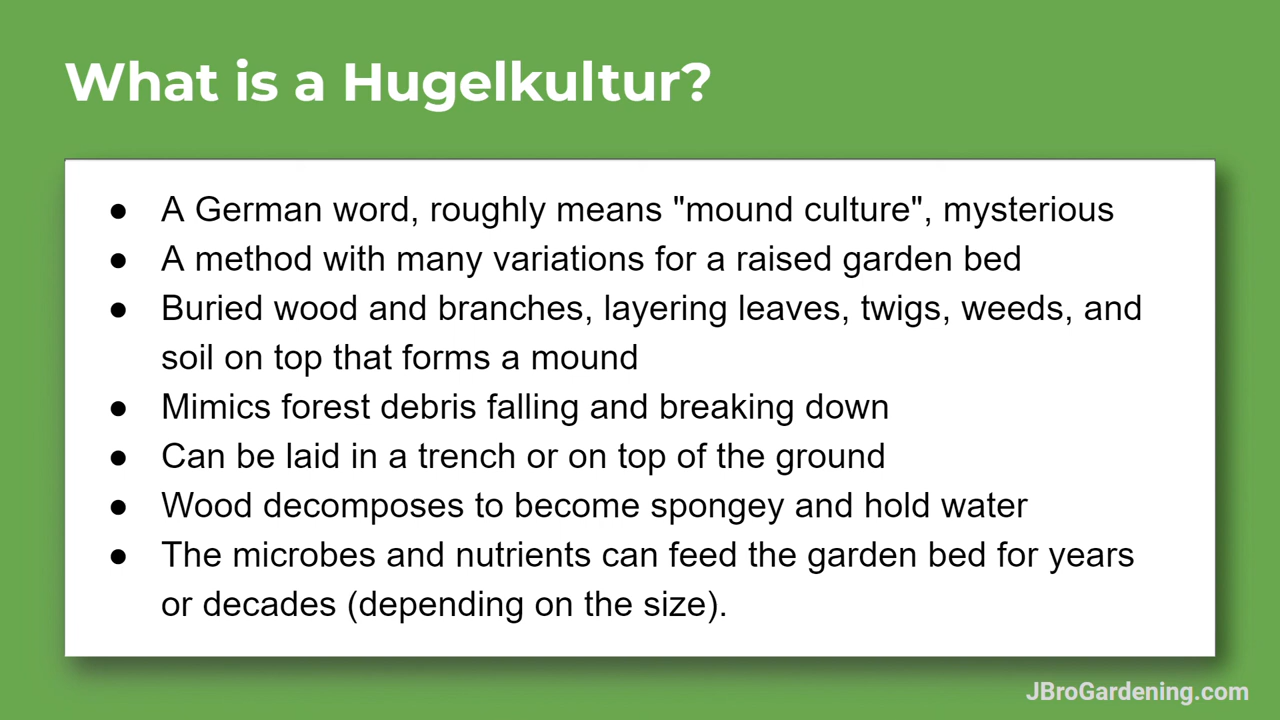 What is a Hugelkultur?
● A German word, roughly means "mound culture", mysterious
● A method with many variations for a raised garden bed
● Buried wood and branches, layering leaves, twigs, weeds, and
soil on top that forms a mound
● Mimics forest debris falling and breaking down
● Can be laid in a trench or on top of the ground
● Wood decomposes to become spongey and hold water
● The microbes and nutrients can feed the garden bed for years
or decades (depending on the size).
JBroGardening.com